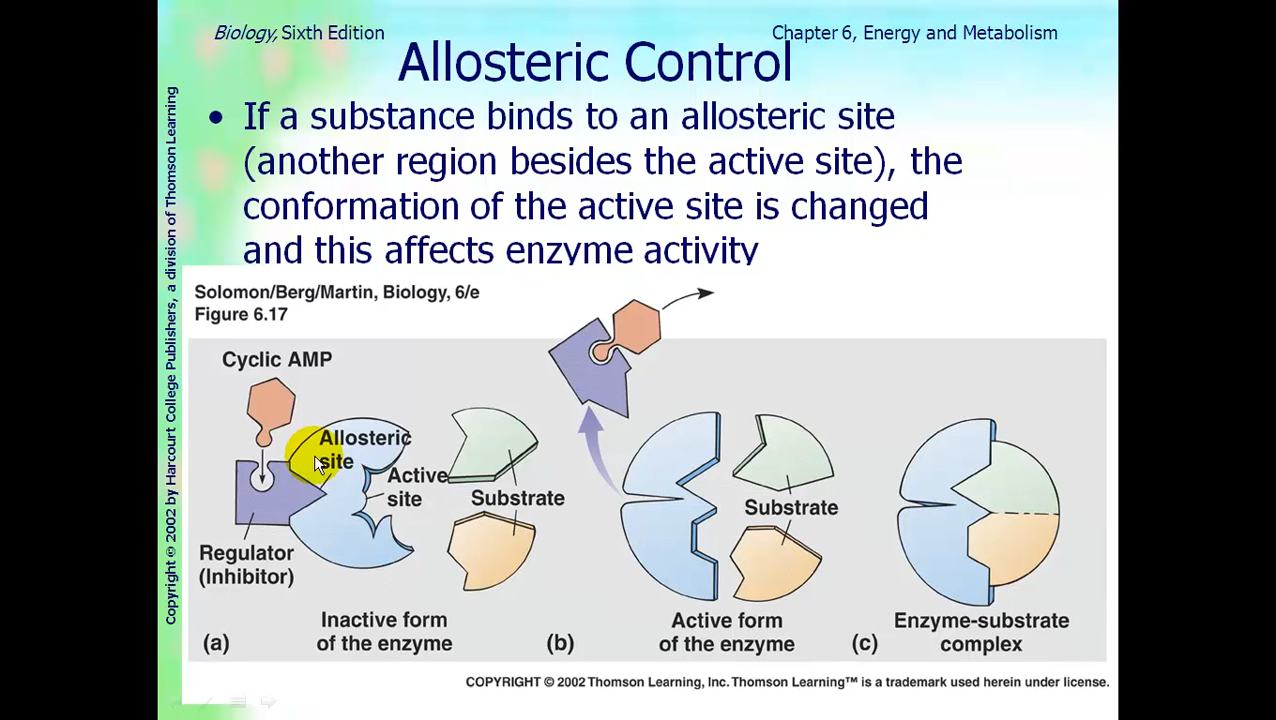 Biology, Sixth Edition
Chapter 6, Energy and Metabolism
Allosteric Control
• If a substance binds to an allosteric site
(another region besides the active site), the
conformation of the active site is changed
and this affects enzyme activity
Copyright © 2002 by Harcourt College Publishers, a division of Thomson Learning
Solomon/Berg/Martin, Biology, 6/e
Figure 6.17
Cyclic AMP
Allosteric
site
Active
site
Substrate
Substrate
Regulator
(Inhibitor)
(a)
Inactive form
of the enzyme
(b)
Active form
of the enzyme
(c)
Enzyme-substrate
complex
COPYRIGHT © 2002 Thomson Learning, Inc. Thomson Learning™ is a trademark used herein under license.